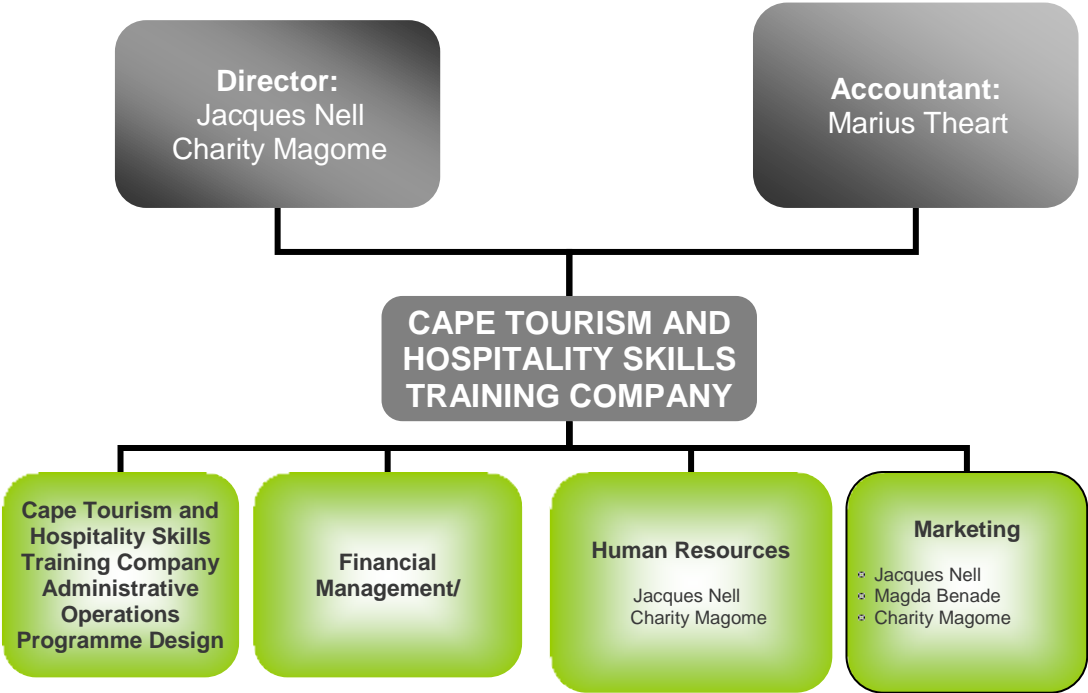 Director:
Jacques Nell
Charity Magome
Accountant:
Marius Theart
CAPE TOURISM AND
HOSPITALITY SKILLS
TRAINING COMPANY
Cape Tourism and
Hospitality Skills
Training Company
Administrative
Operations
Programme Design
Financial
Management/
Human Resources
Jacques Nell
Charity Magome
Marketing
Jacques Nell
Magda Benade
Charity Magome